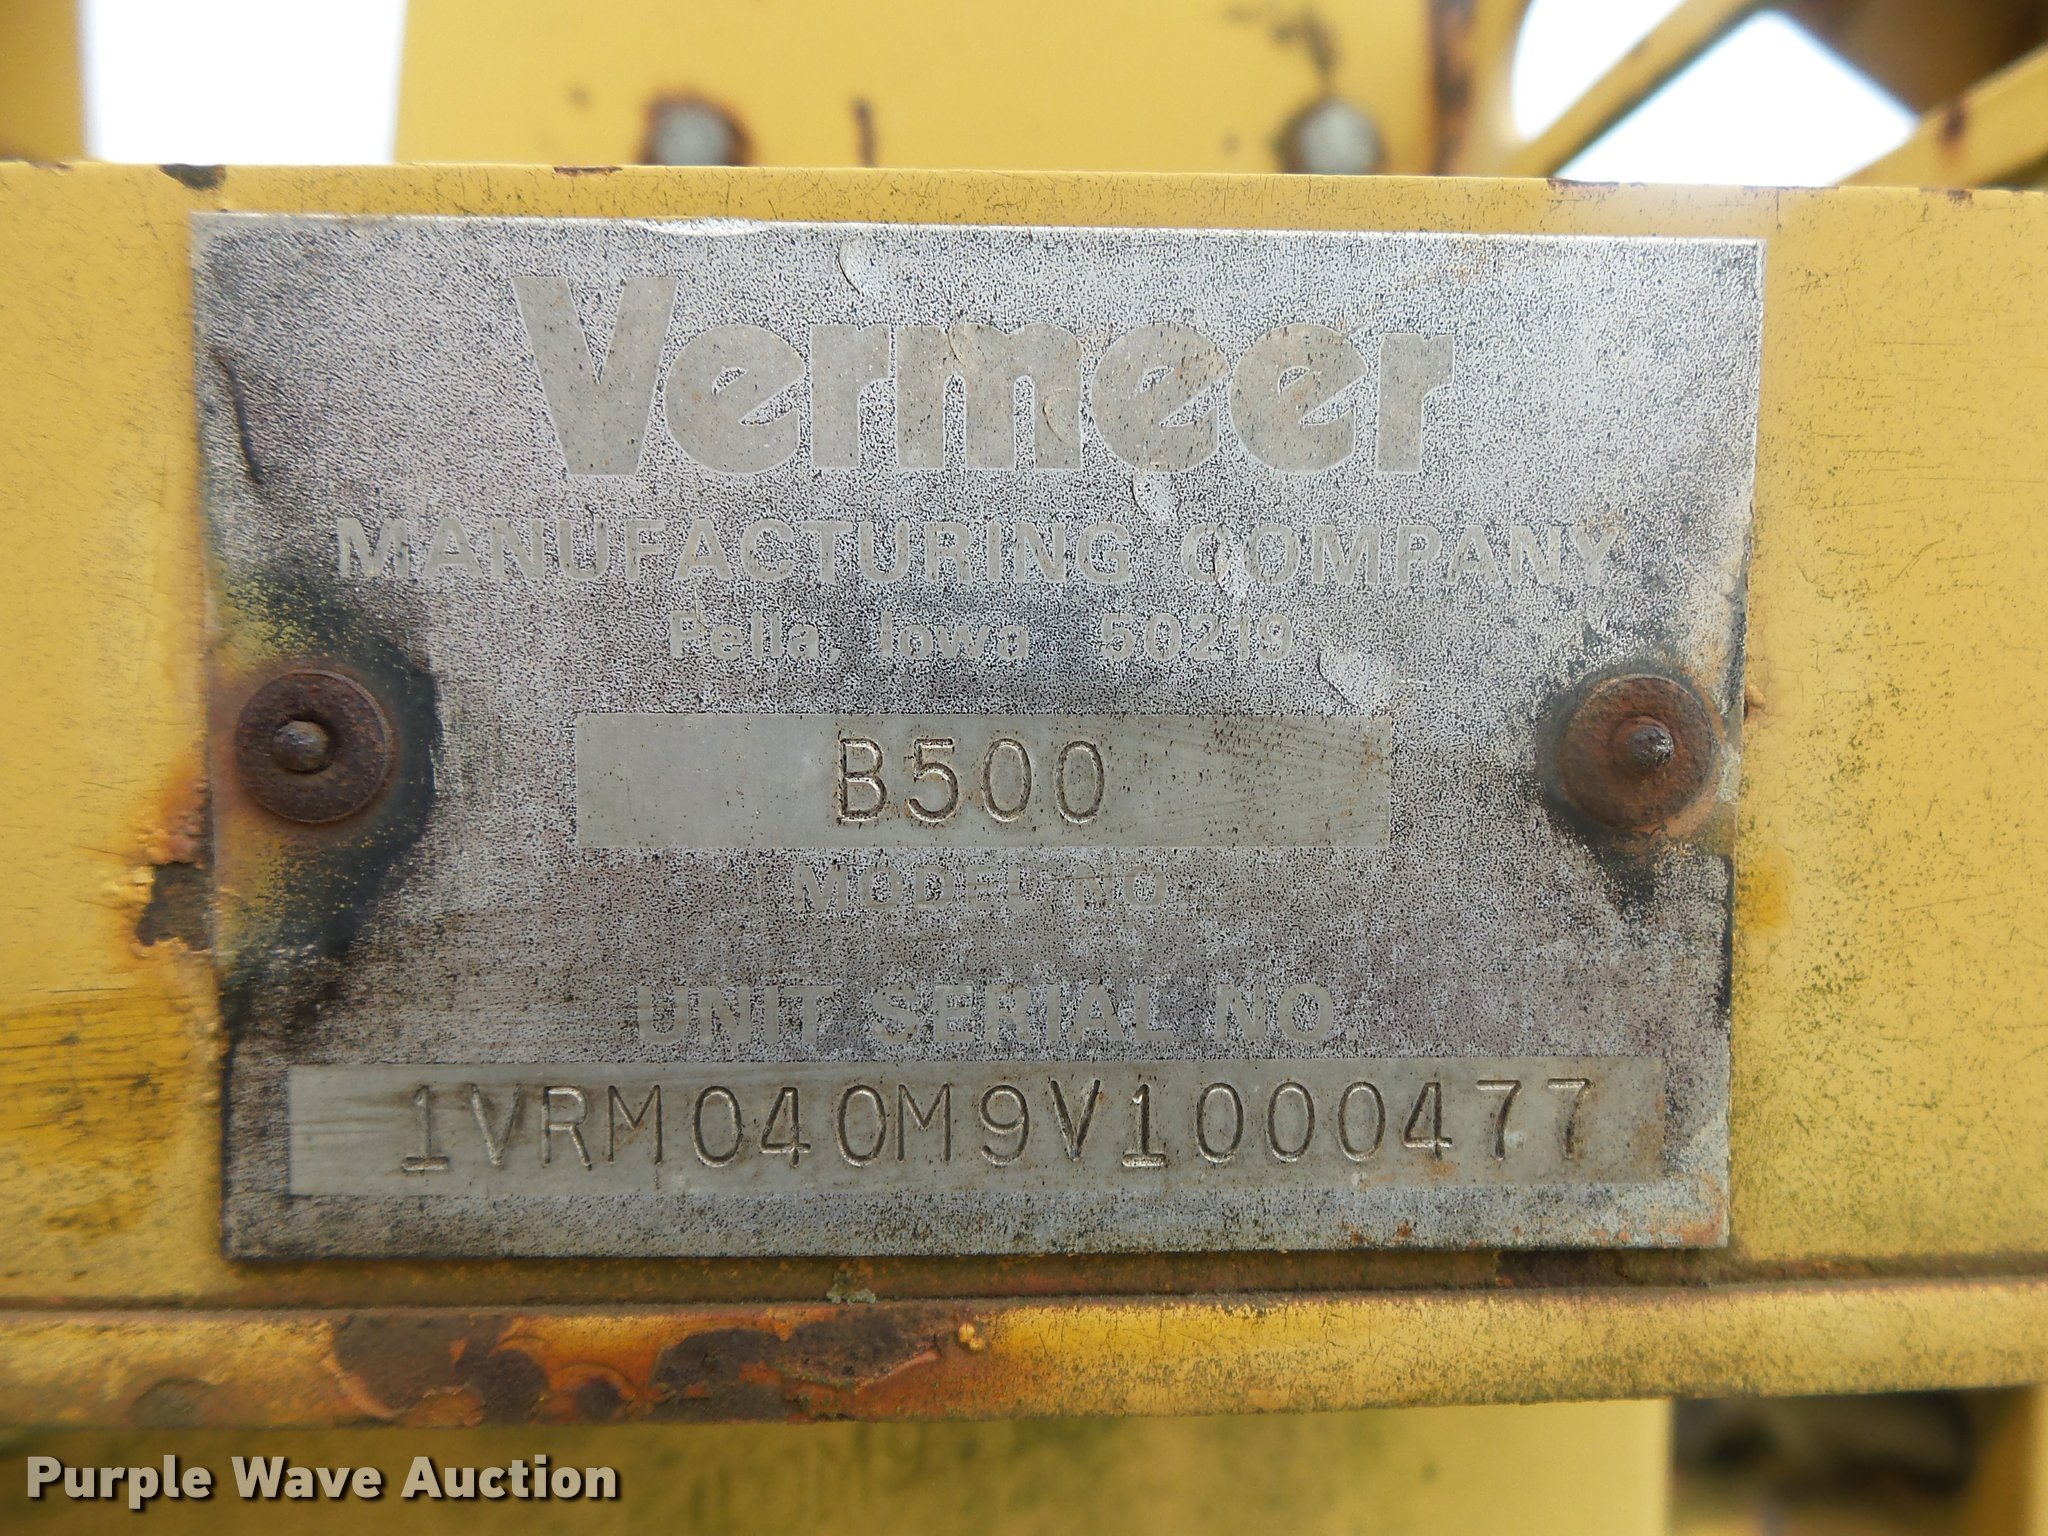 Vermeer
MANUFACTURING COMPANY
Pella, Iowa 50219
B500
MODEL NO.
UNIT SERIAL NO.
1VRM040M9V1000477
Purple Wave Auction